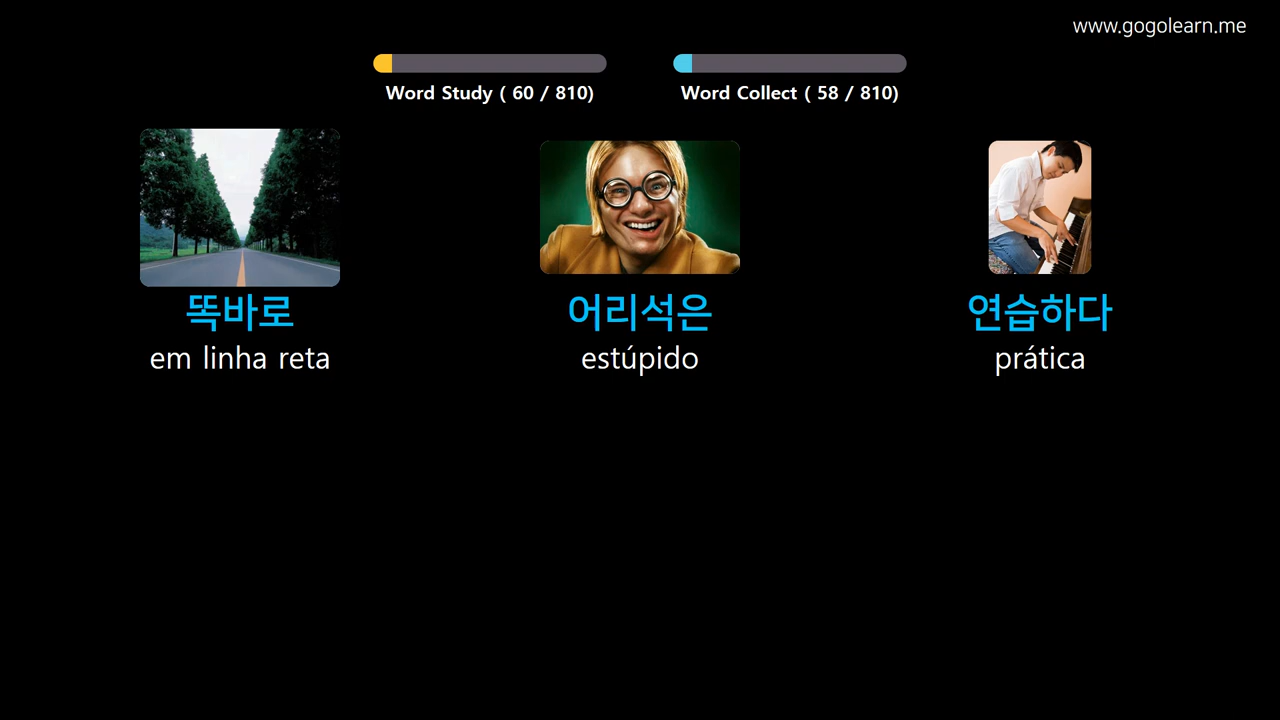 www.gogolearn.me
Word Study ( 60 / 810)
Word Collect ( 58 / 810)
똑바로
em linha reta
어리석은
estúpido
연습하다
prática